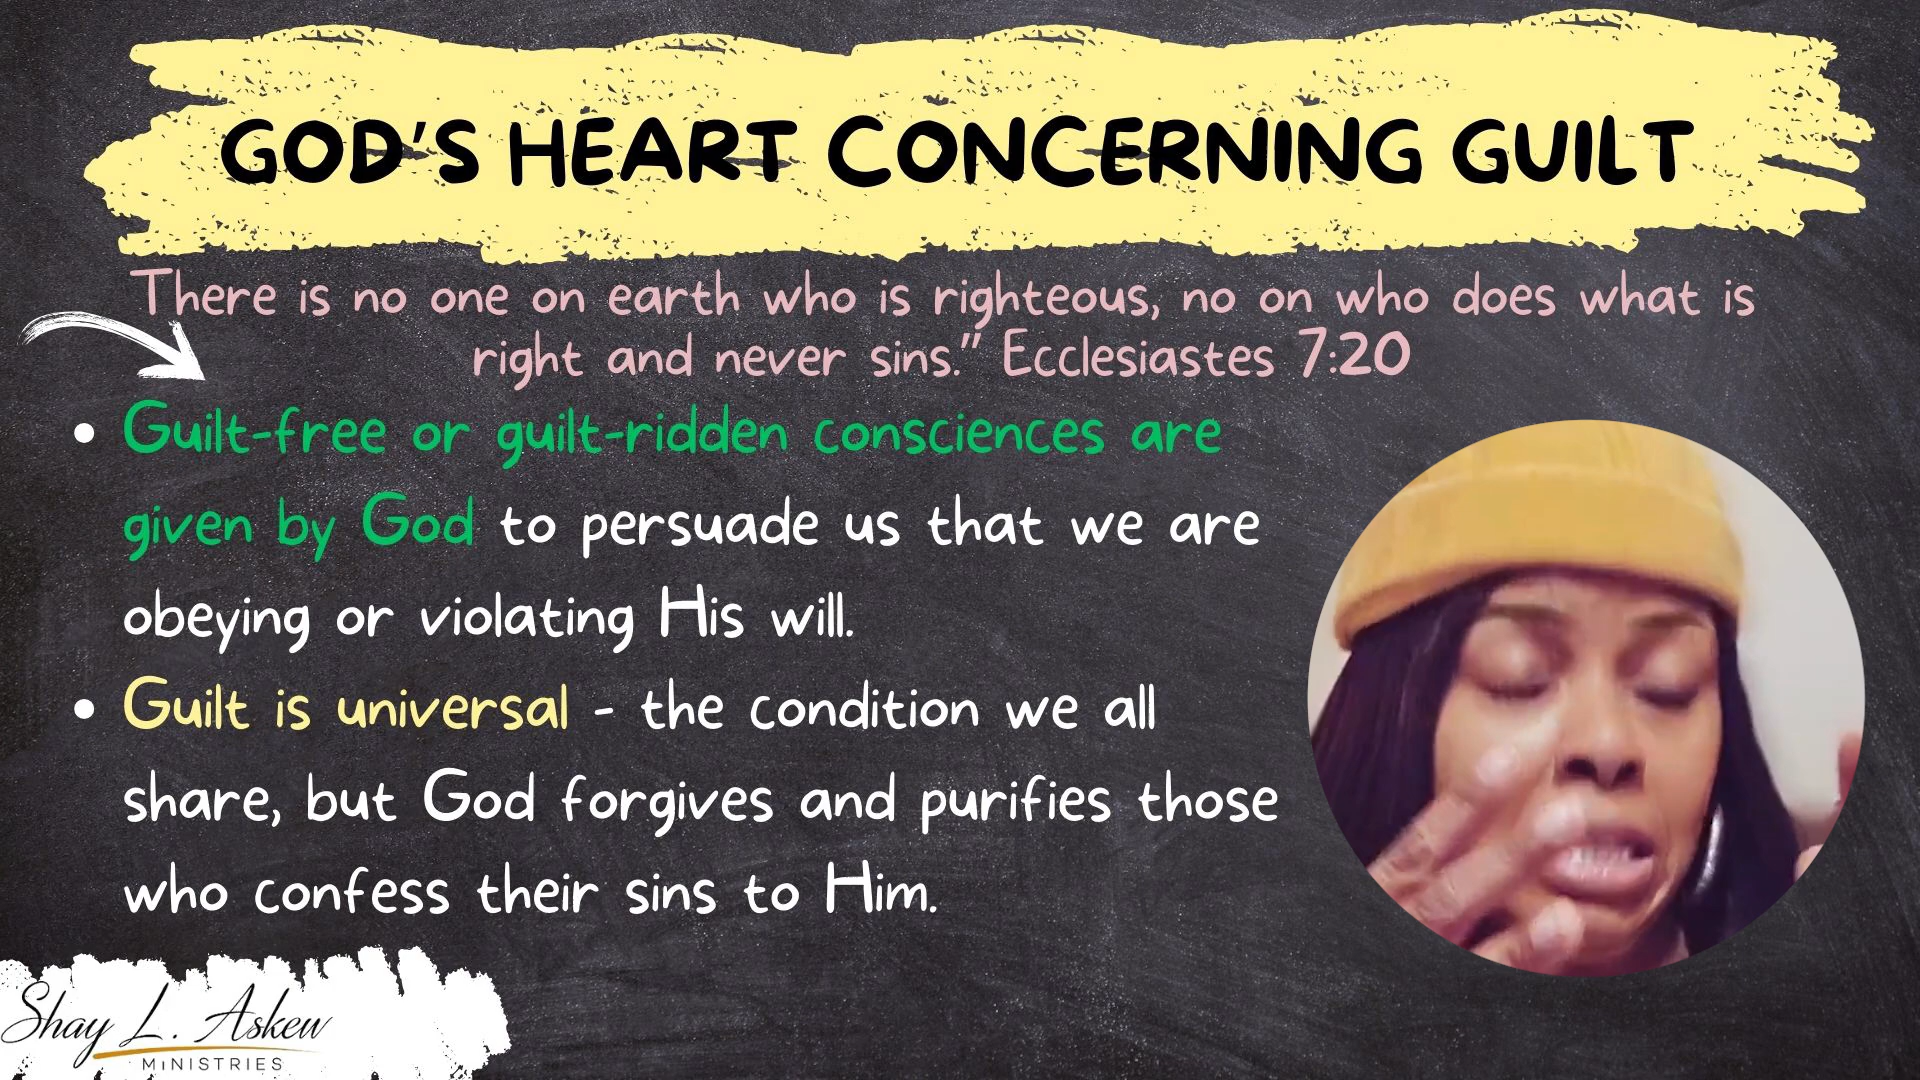 GOD'S HEART CONCERNING GUILT
There is no one on earth who is righteous, no on who does what is
right and never sins." Ecclesiastes 7:20
• Guilt-free or guilt-ridden consciences are
given by God to persuade us that we are
obeying or violating His will.
• Guilt is universal - the condition we all
share, but God forgives and purifies those
who confess their sins to Him.
Shay L. Askew
MINISTRIES